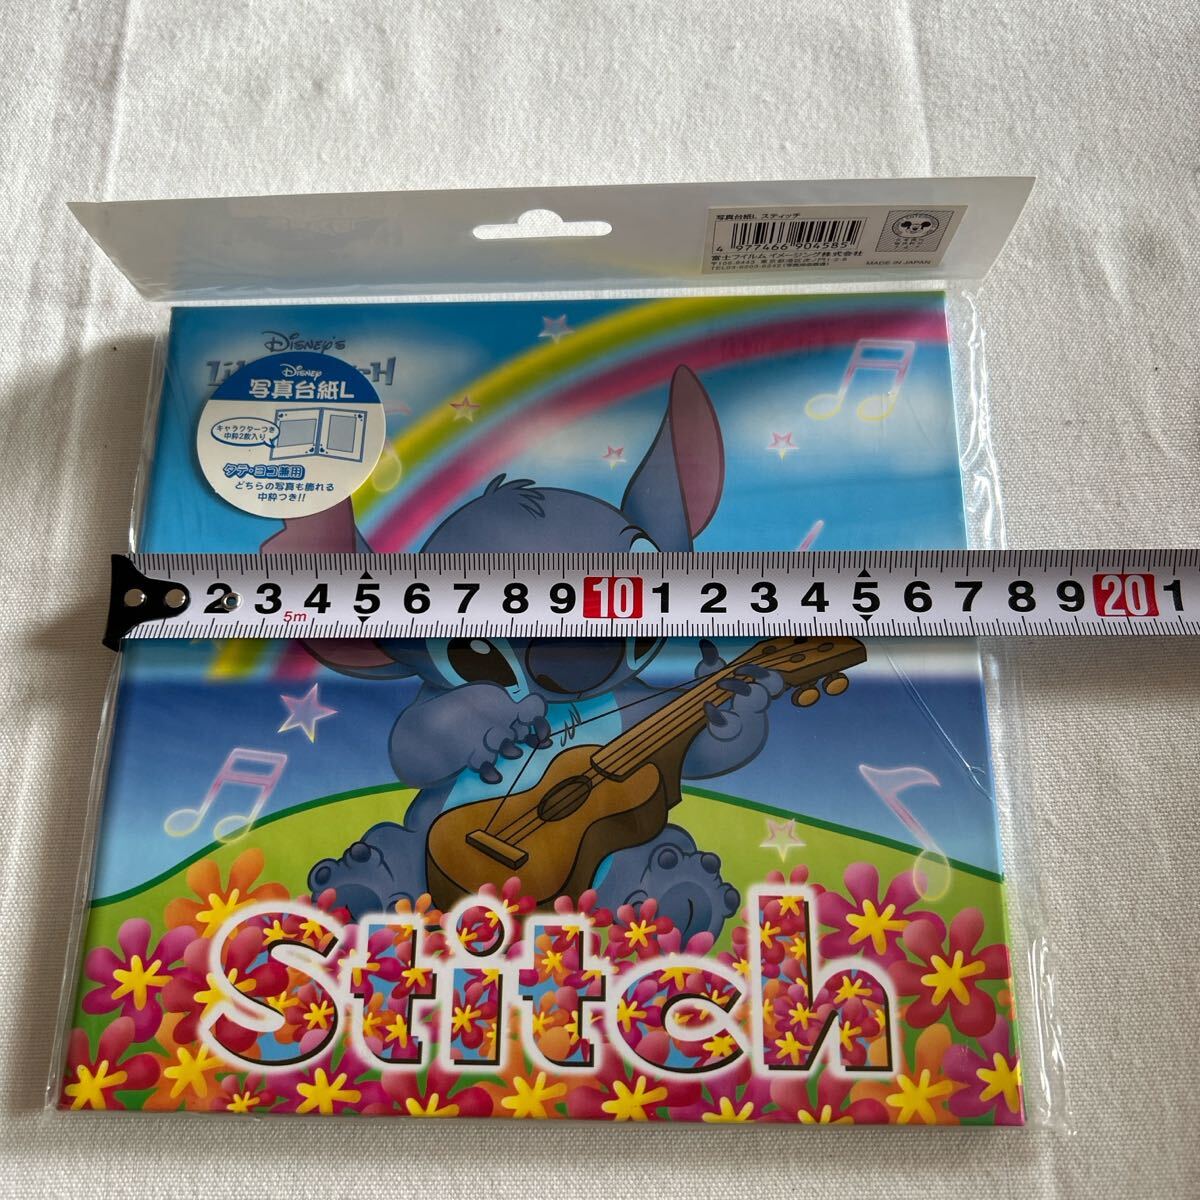 写真台紙L スティッチ
4 977466 904585
富士フイルム イメージング株式会社
MADE IN JAPAN
Disney's
Disney
写真台紙L
キャラクターつき
中枠2数入り
タテ・ヨコ兼用
どちらの写真も飾れる
中枠つき!!
2 3 4 5 6 7 8 9 10 1 2 3 4 5 6 7 8 9 20 1
5m
Stitch